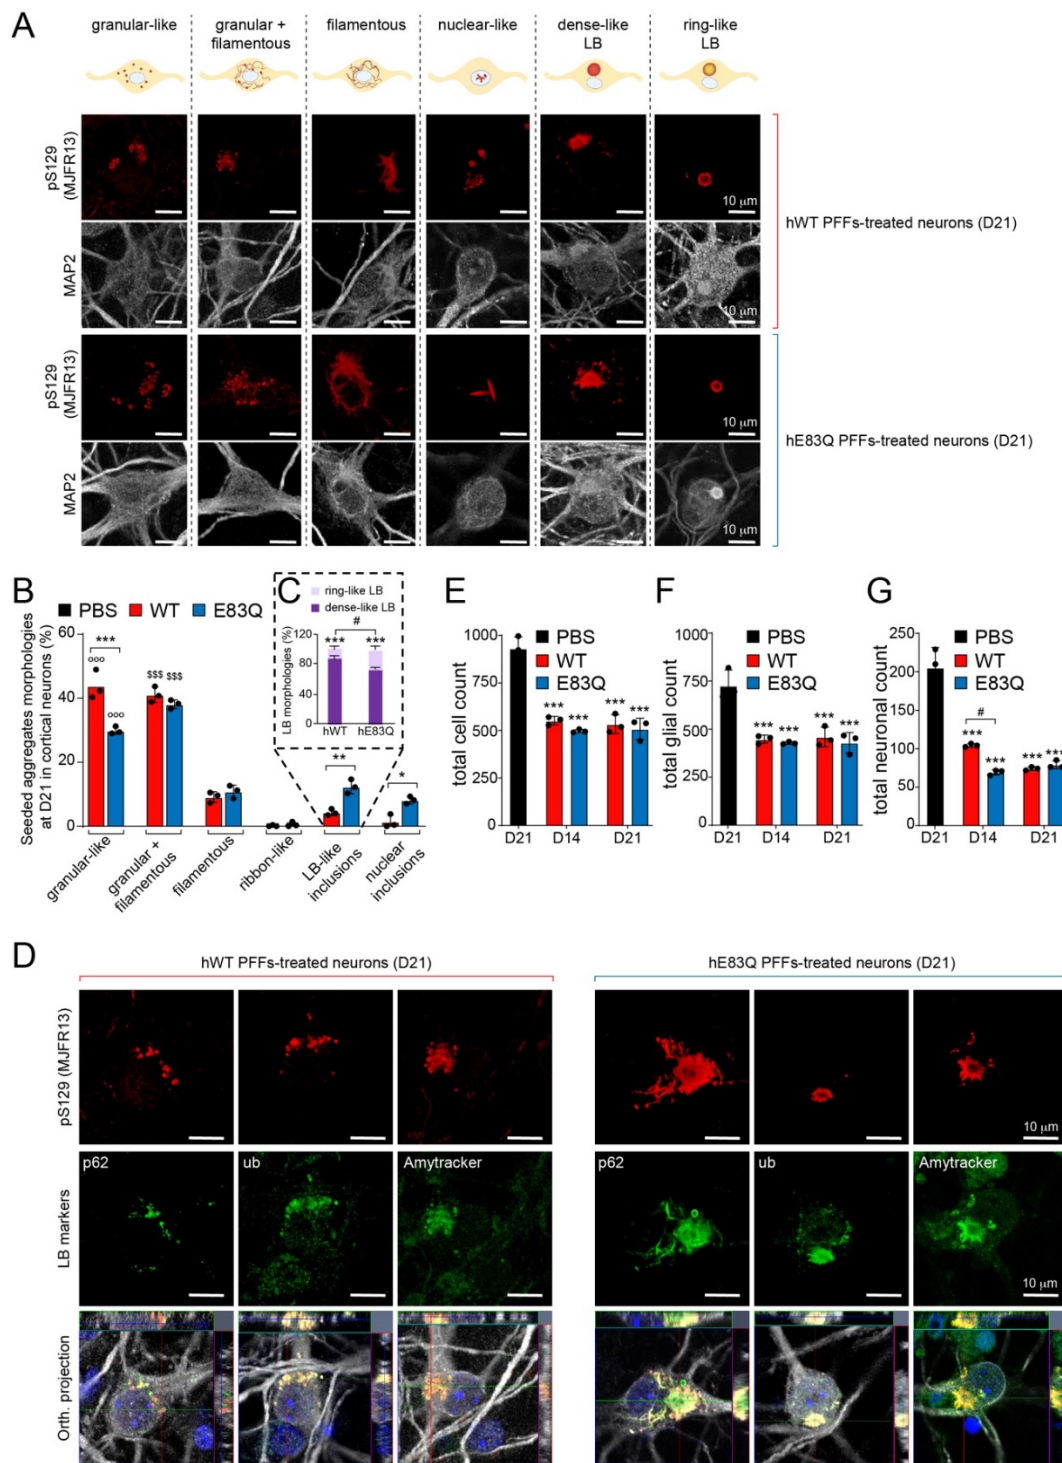 A
granular-like
granular +
filamentous
filamentous
nuclear-like
dense-like
LB
ring-like
LB
pS129
(MJFR13)
10 µm
MAP2
10 µm
hWT PFFs-treated neurons (D21)
pS129
(MJFR13)
10 µm
MAP2
10 µm
hE83Q PFFs-treated neurons (D21)
B
PBS
WT
E83Q
Seeded aggregates morphologies
at D21 in cortical neurons (%)
60
40
20
0
***
°°°
°°°
$$$
$$$
**
*
granular-like
granular +
filamentous
filamentous
ribbon-like
LB-like
inclusions
nuclear
inclusions
C
ring-like LB
dense-like LB
#
***
***
LB morphologies (%)
120
80
40
0
hWT
hE83Q
E
PBS
WT
E83Q
total cell count
1000
750
500
250
0
***
***
***
***
D21
D14
D21
F
PBS
WT
E83Q
total glial count
1000
750
500
250
0
***
***
***
***
D21
D14
D21
G
PBS
WT
E83Q
total neuronal count
250
200
150
100
50
0
#
***
***
***
***
D21
D14
D21
D
hWT PFFs-treated neurons (D21)
hE83Q PFFs-treated neurons (D21)
pS129 (MJFR13)
10 µm
LB markers
p62
ub
Amytracker
p62
ub
Amytracker
10 µm
Orth. projection